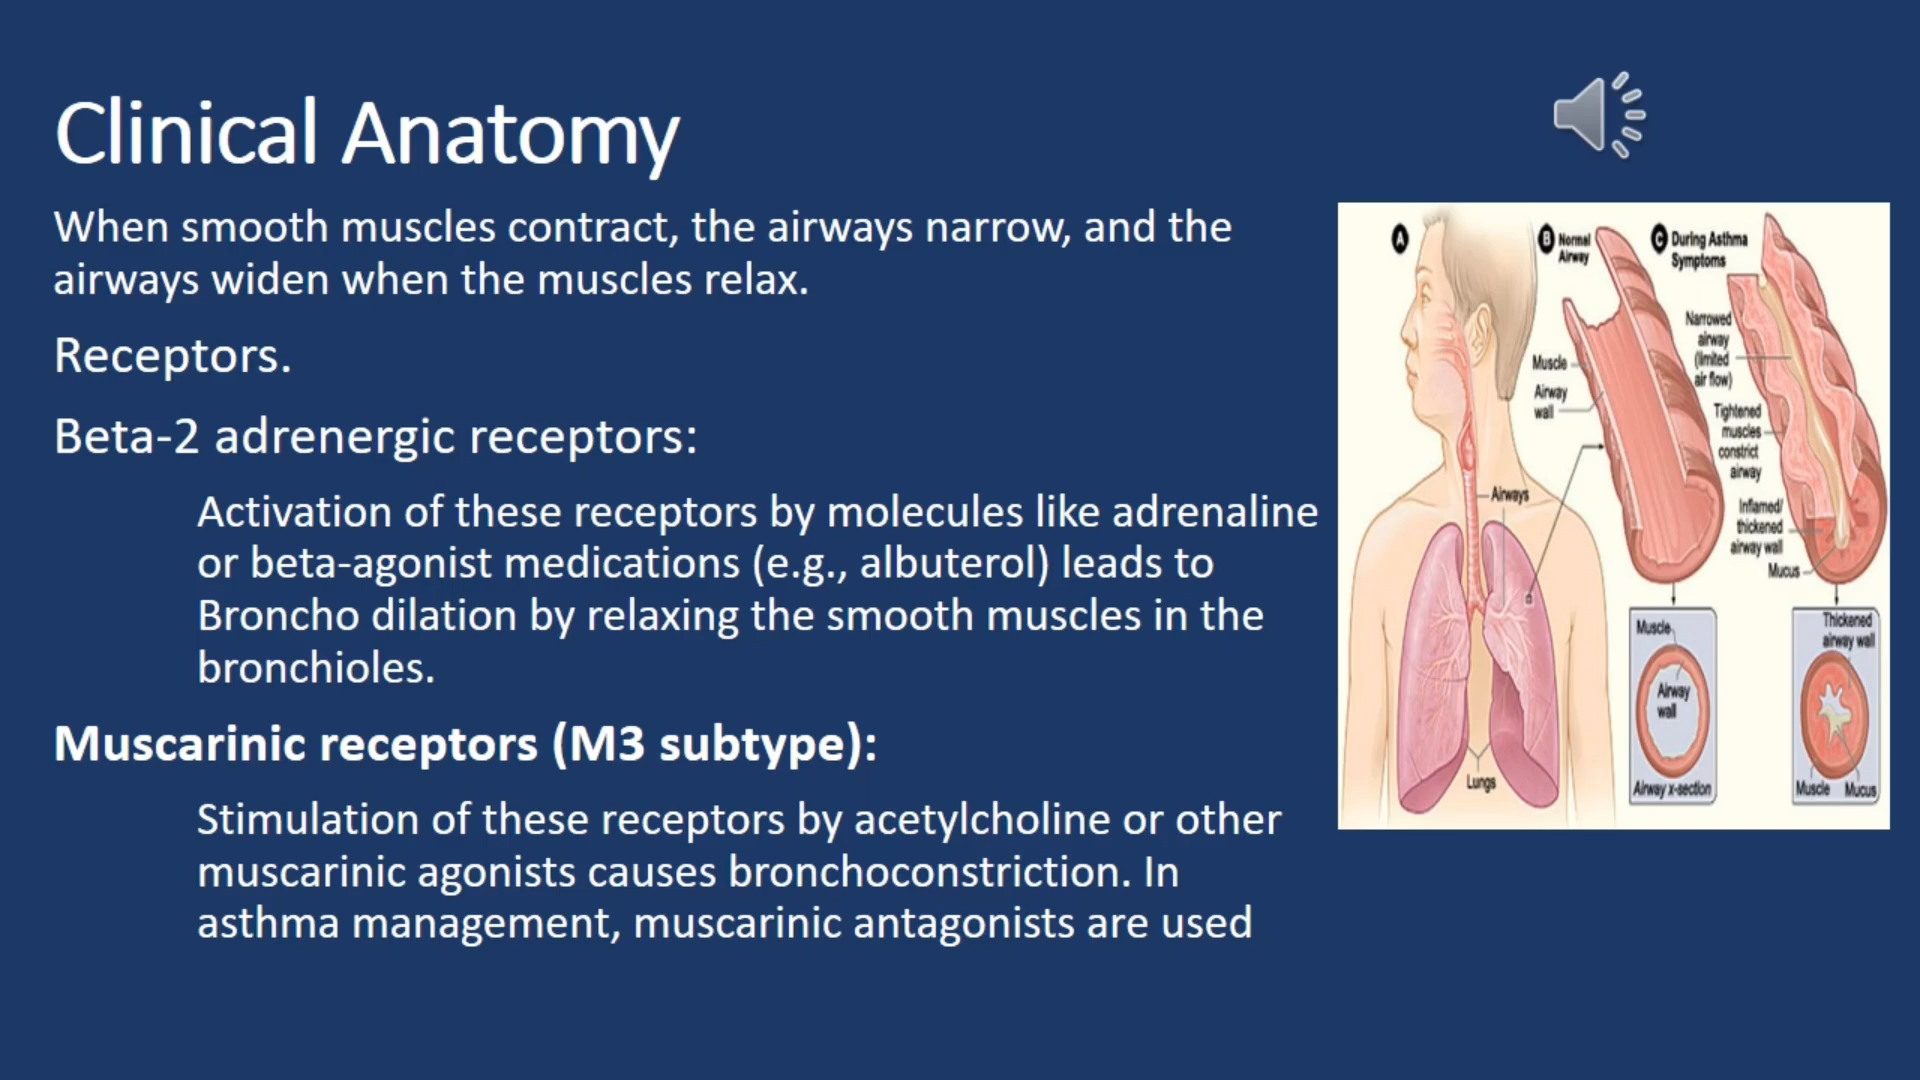 Clinical Anatomy
When smooth muscles contract, the airways narrow, and the
airways widen when the muscles relax.
Receptors.
Beta-2 adrenergic receptors:
Activation of these receptors by molecules like adrenaline
or beta-agonist medications (e.g., albuterol) leads to
Broncho dilation by relaxing the smooth muscles in the
bronchioles.
Muscarinic receptors (M3 subtype):
Stimulation of these receptors by acetylcholine or other
muscarinic agonists causes bronchoconstriction. In
asthma management, muscarinic antagonists are used
A
Airways
Lungs
B Normal
Airway
Muscle
Airway
wall
C During Asthma
Symptoms
Narrowed
airway
(limited
air flow)
Tightened
muscles
constrict
airway
Inflamed/
thickened
airway wall
Mucus
Muscle
Airway
wall
Airway x-section
Thickened
airway wall
Muscle Mucus